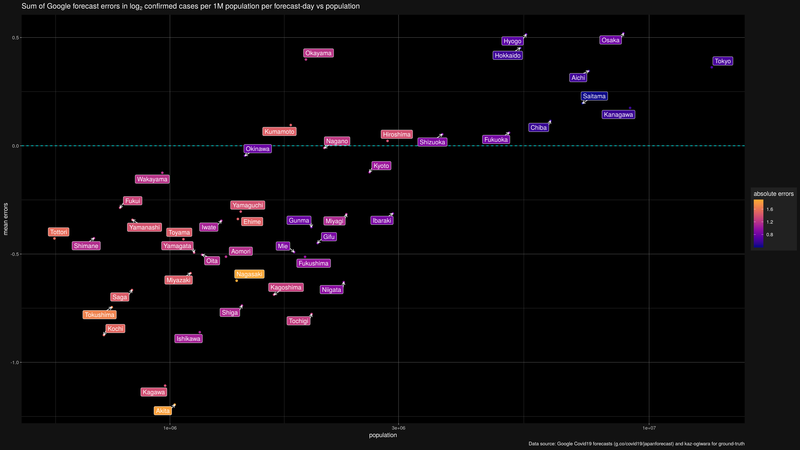 Sum of Google forecast errors in log₂ confirmed cases per 1M population per forecast-day vs population
Okayama
Hyogo
Osaka
Hokkaido
Tokyo
Aichi
Saitama
Kanagawa
Chiba
Kumamoto
Hiroshima
Nagano
Shizuoka
Fukuoka
Okinawa
Kyoto
Wakayama
Fukui
Yamaguchi
Yamanashi
Iwate
Ehime
Gunma
Miyagi
Ibaraki
Tottori
Toyama
Gifu
Shimane
Yamagata
Aomori
Mie
Oita
Fukushima
Miyazaki
Nagasaki
Kagoshima
Niigata
Saga
Tokushima
Shiga
Tochigi
Kochi
Ishikawa
Kagawa
Akita
0.5
0.0
-0.5
-1.0
mean errors
1e+06
3e+06
1e+07
population
absolute errors
1.6
1.2
0.8
Data source: Google Covid19 forecasts (g.co/covid19/japanforecast) and kaz-ogiwara for ground-truth